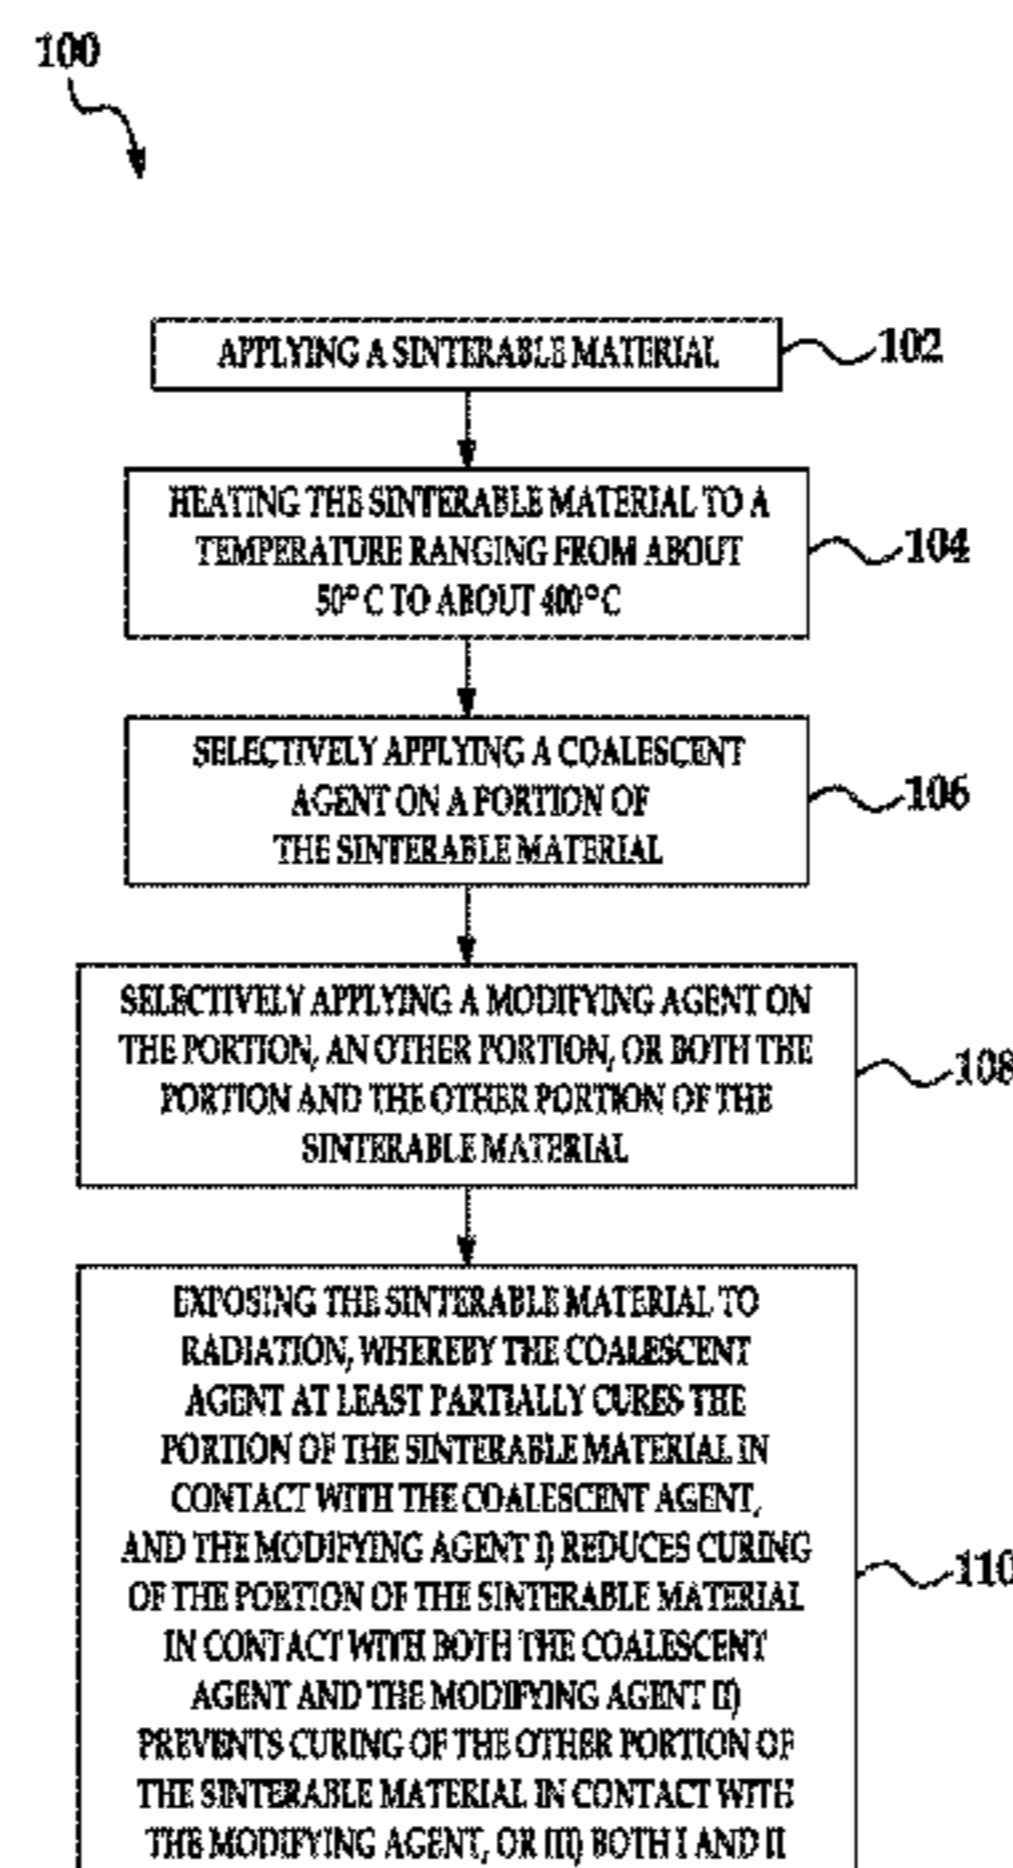 100
APPLYING A SINTERABLE MATERIAL
102
HEATING THE SINTERABLE MATERIAL TO A
TEMPERATURE RANGING FROM ABOUT
50°C TO ABOUT 400°C
104
SELECTIVELY APPLYING A COALESCENT
AGENT ON A PORTION OF
THE SINTERABLE MATERIAL
106
SELECTIVELY APPLYING A MODIFYING AGENT ON
THE PORTION, AN OTHER PORTION, OR BOTH THE
PORTION AND THE OTHER PORTION OF THE
SINTERABLE MATERIAL
108
EXPOSING THE SINTERABLE MATERIAL TO
RADIATION, WHEREBY THE COALESCENT
AGENT AT LEAST PARTIALLY CURES THE
PORTION OF THE SINTERABLE MATERIAL IN
CONTACT WITH THE COALESCENT AGENT,
AND THE MODIFYING AGENT I) REDUCES CURING
OF THE PORTION OF THE SINTERABLE MATERIAL
IN CONTACT WITH BOTH THE COALESCENT
AGENT AND THE MODIFYING AGENT II)
PREVENTS CURING OF THE OTHER PORTION OF
THE SINTERABLE MATERIAL IN CONTACT WITH
THE MODIFYING AGENT, OR III) BOTH I AND II
110